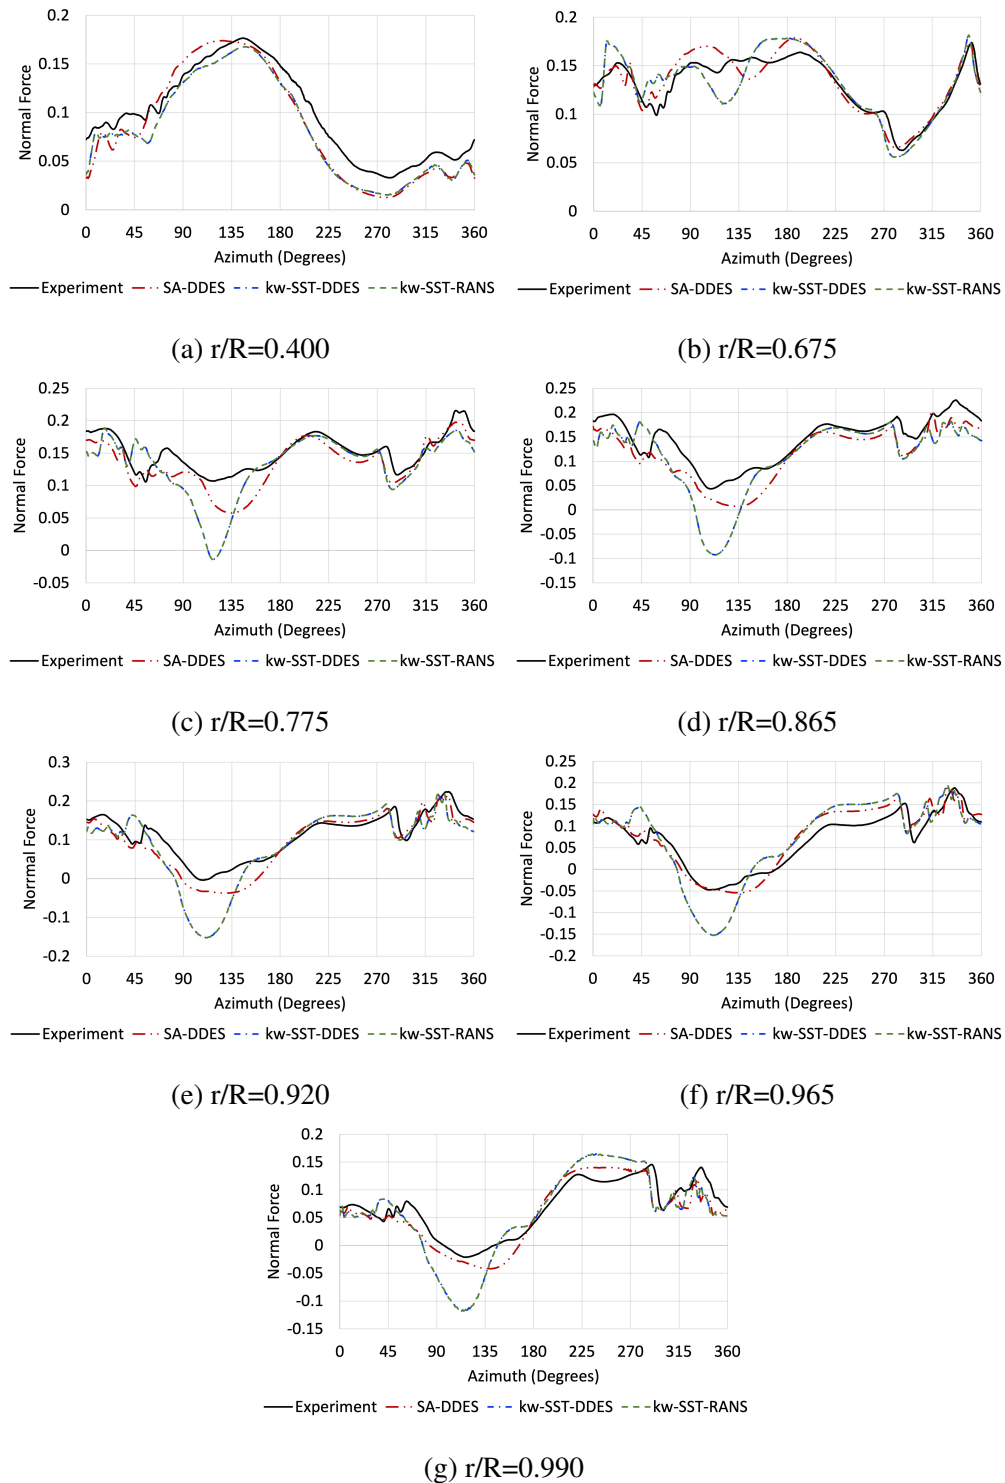 0.2
0.15
0.1
0.05
0
Normal Force
0 45 90 135 180 225 270 315 360
Azimuth (Degrees)
Experiment SA-DDES kw-SST-DDES kw-SST-RANS
(a) r/R=0.400
0.2
0.15
0.1
0.05
0
Normal Force
0 45 90 135 180 225 270 315 360
Azimuth (Degrees)
Experiment SA-DDES kw-SST-DDES kw-SST-RANS
(b) r/R=0.675
0.25
0.2
0.15
0.1
0.05
0
-0.05
Normal Force
0 45 90 135 180 225 270 315 360
Azimuth (Degrees)
Experiment SA-DDES kw-SST-DDES kw-SST-RANS
(c) r/R=0.775
0.25
0.2
0.15
0.1
0.05
0
-0.05
-0.1
-0.15
Normal Force
0 45 90 135 180 225 270 315 360
Azimuth (Degrees)
Experiment SA-DDES kw-SST-DDES kw-SST-RANS
(d) r/R=0.865
0.3
0.2
0.1
0
-0.1
-0.2
Norrmal Force
0 45 90 135 180 225 270 315 360
Azimuth (Degrees)
Experiment SA-DDES kw-SST-DDES kw-SST-RANS
(e) r/R=0.920
0.25
0.2
0.15
0.1
0.05
0
-0.05
-0.1
-0.15
-0.2
Normal Force
0 45 90 135 180 225 270 315 360
Azimuth (Degrees)
Experiment SA-DDES kw-SST-DDES kw-SST-RANS
(f) r/R=0.965
0.2
0.15
0.1
0.05
0
-0.05
-0.1
-0.15
Normal Force
0 45 90 135 180 225 270 315 360
Azimuth (Degrees)
Experiment SA-DDES kw-SST-DDES kw-SST-RANS
(g) r/R=0.990